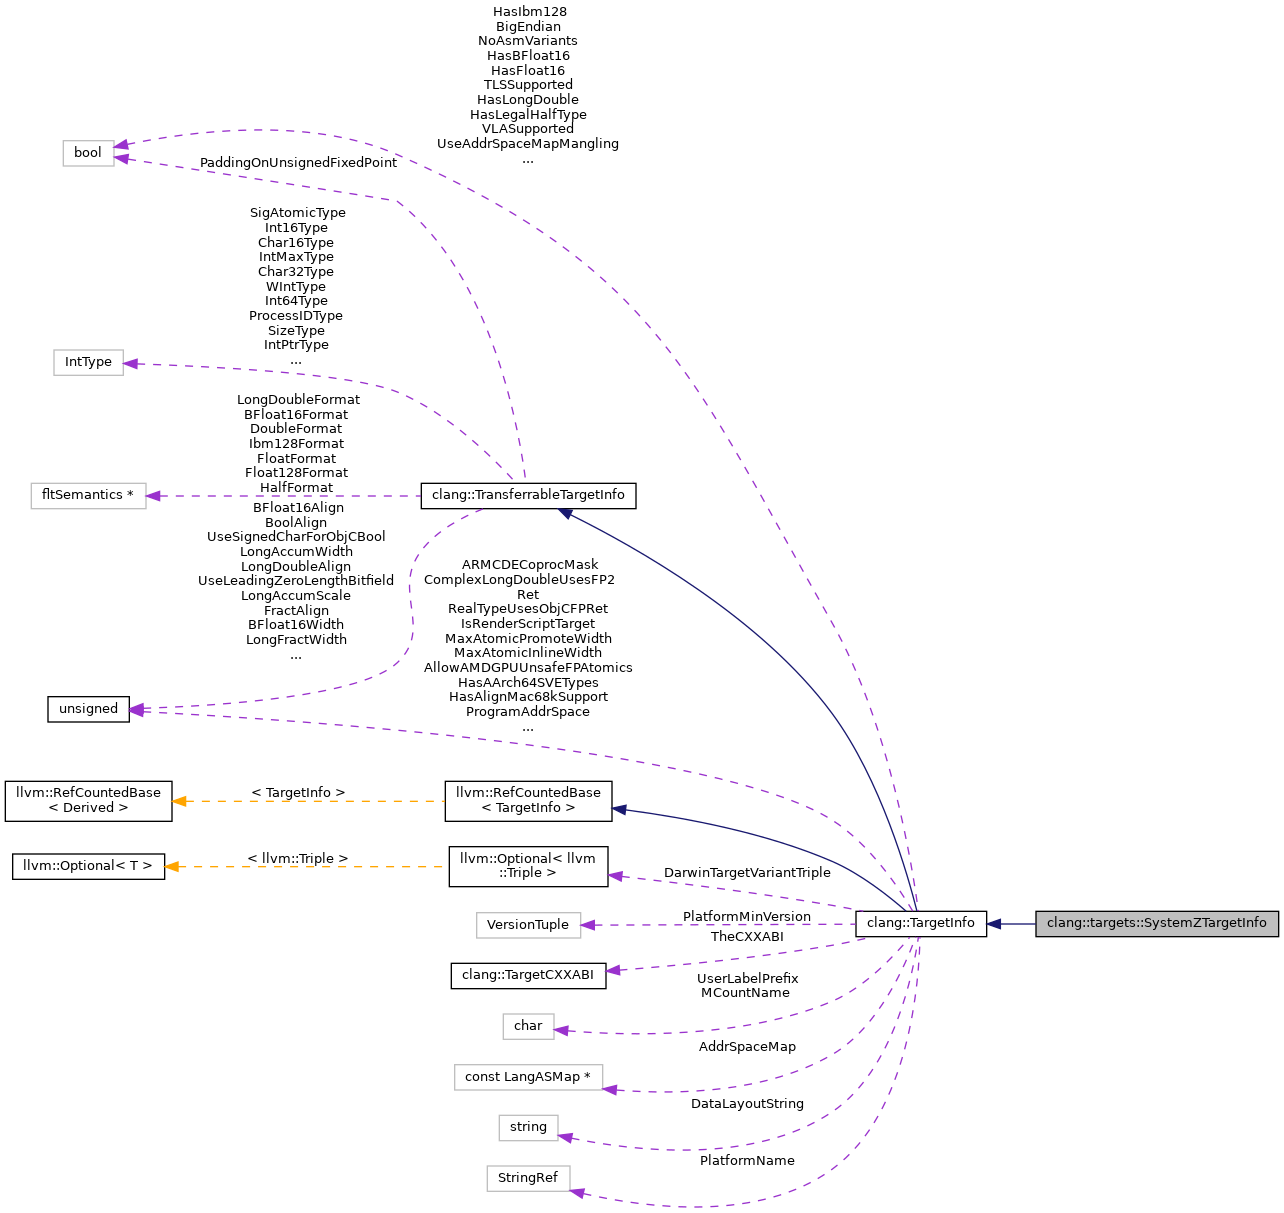 HasIbm128
BigEndian
NoAsmVariants
HasBFloat16
HasFloat16
TLSSupported
HasLongDouble
HasLegalHalfType
VLASupported
UseAddrSpaceMapMangling
...
bool
PaddingOnUnsignedFixedPoint
SigAtomicType
Int16Type
Char16Type
IntMaxType
Char32Type
WIntType
Int64Type
ProcessIDType
SizeType
IntPtrType
...
IntType
LongDoubleFormat
BFloat16Format
DoubleFormat
Ibm128Format
FloatFormat
Float128Format
HalfFormat
fltSemantics *
clang::TransferrableTargetInfo
BFloat16Align
BoolAlign
UseSignedCharForObjCBool
LongAccumWidth
LongDoubleAlign
UseLeadingZeroLengthBitfield
LongAccumScale
FractAlign
BFloat16Width
LongFractWidth
...
ARMCDECoprocMask
ComplexLongDoubleUsesFP2
Ret
RealTypeUsesObjCFPRet
IsRenderScriptTarget
MaxAtomicPromoteWidth
MaxAtomicInlineWidth
AllowAMDGPUUnsafeFPAtomics
HasAArch64SVETypes
HasAlignMac68kSupport
ProgramAddrSpace
...
unsigned
llvm::RefCountedBase
< Derived >
< TargetInfo >
llvm::RefCountedBase
< TargetInfo >
llvm::Optional< T >
< llvm::Triple >
llvm::Optional< llvm
::Triple >
DarwinTargetVariantTriple
VersionTuple
PlatformMinVersion
clang::TargetInfo
clang::targets::SystemZTargetInfo
TheCXXABI
clang::TargetCXXABI
UserLabelPrefix
MCountName
char
AddrSpaceMap
const LangASMap *
DataLayoutString
string
PlatformName
StringRef